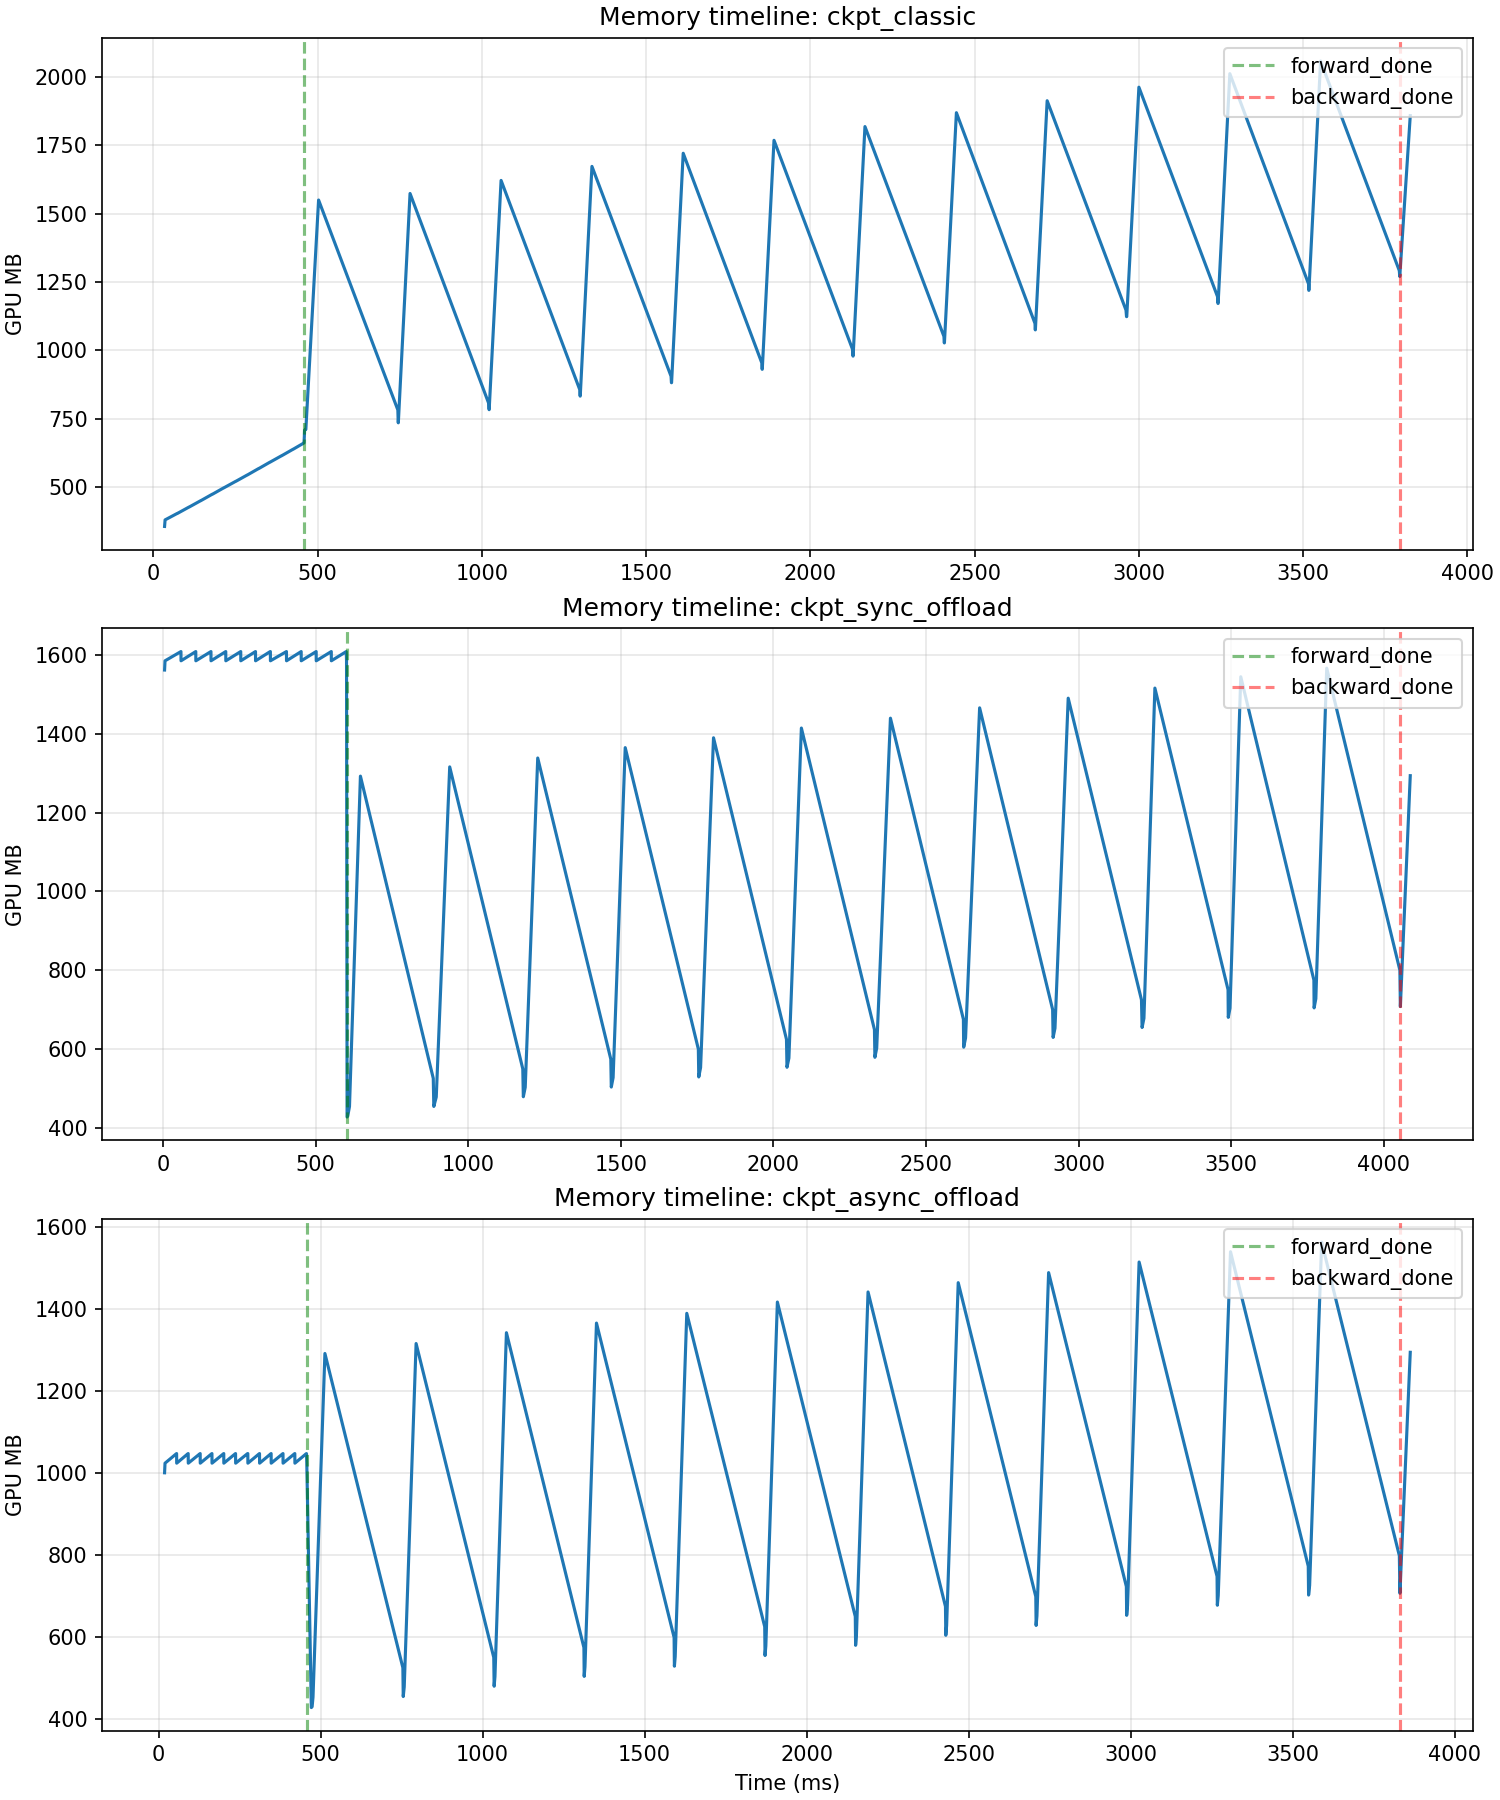 Memory timeline: ckpt_classic
GPU MB
2000
1750
1500
1250
1000
750
500
forward_done
backward_done
0 500 1000 1500 2000 2500 3000 3500 4000
Memory timeline: ckpt_sync_offload
GPU MB
1600
1400
1200
1000
800
600
400
forward_done
backward_done
0 500 1000 1500 2000 2500 3000 3500 4000
Memory timeline: ckpt_async_offload
GPU MB
1600
1400
1200
1000
800
600
400
forward_done
backward_done
0 500 1000 1500 2000 2500 3000 3500 4000
Time (ms)